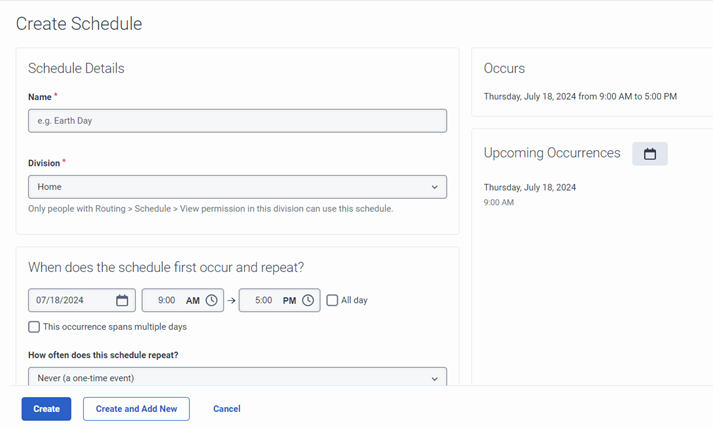 Create Schedule
Schedule Details
Name *
e.g. Earth Day
Division *
Home
Only people with Routing > Schedule > View permission in this division can use this schedule.
When does the schedule first occur and repeat?
07/18/2024 9:00 AM → 5:00 PM All day
This occurrence spans multiple days
How often does this schedule repeat?
Never (a one-time event)
Create Create and Add New Cancel
Occurs
Thursday, July 18, 2024 from 9:00 AM to 5:00 PM
Upcoming Occurrences
Thursday, July 18, 2024
9:00 AM